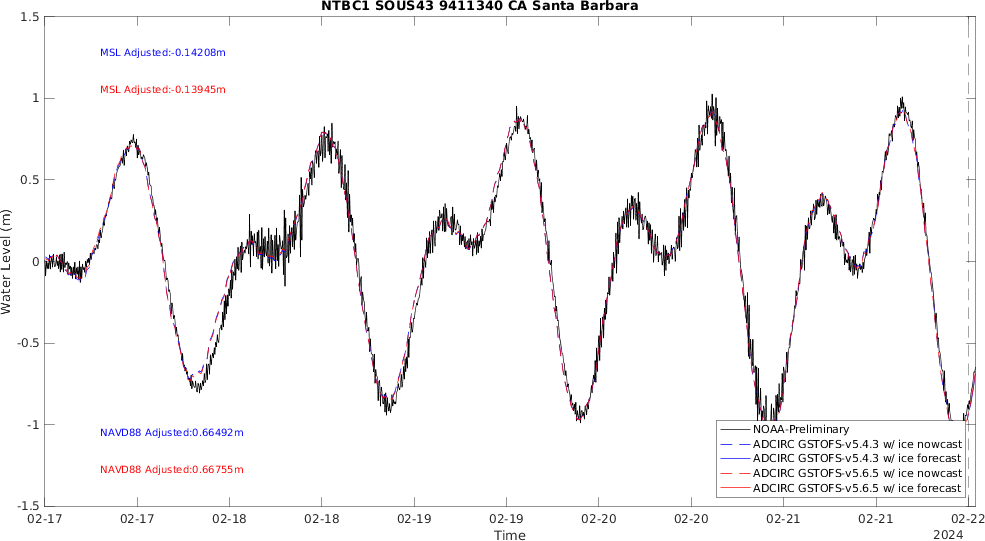 NTBC1 SOUS43 9411340 CA Santa Barbara
1.5
MSL Adjusted:-0.14208m
MSL Adjusted:-0.13945m
1
0.5
Water Level (m)
0
-0.5
-1
NAVD88 Adjusted:0.66492m
NAVD88 Adjusted:0.66755m
NOAA-Preliminary
ADCIRC GSTOFS-v5.4.3 w/ ice nowcast
ADCIRC GSTOFS-v5.4.3 w/ ice forecast
ADCIRC GSTOFS-v5.6.5 w/ ice nowcast
ADCIRC GSTOFS-v5.6.5 w/ ice forecast
-1.5
02-17 02-17 02-18 02-18 02-19 02-19 02-20 02-20 02-21 02-21 02-22
Time
2024